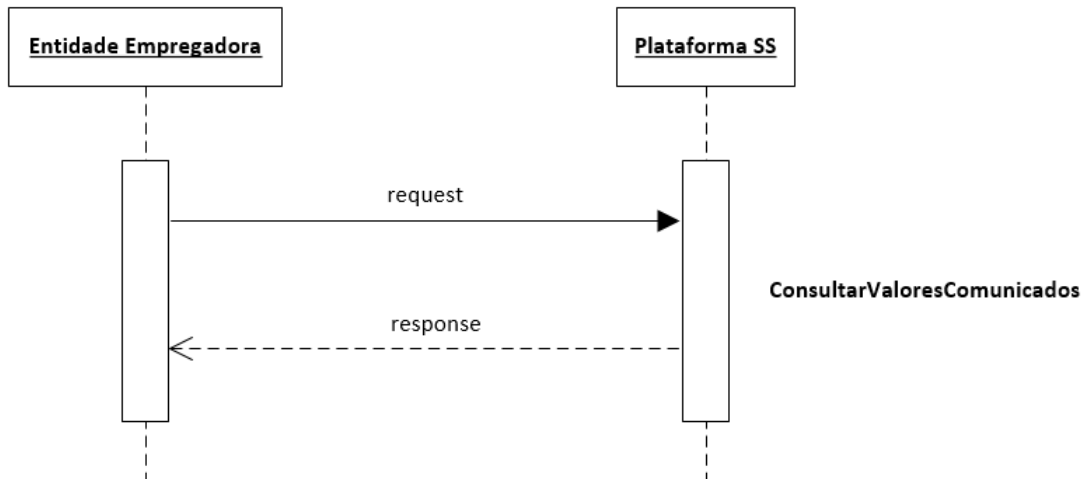 Entidade Empregadora
Plataforma SS
request
ConsultarValoresComunicados
response